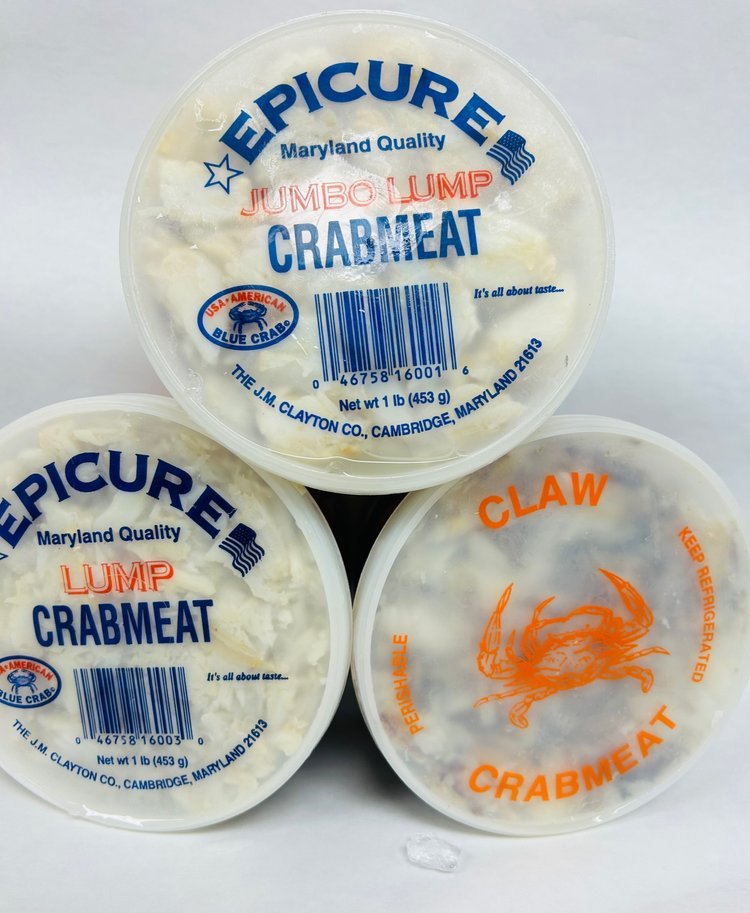 EPICURE
Maryland Quality
JUMBO LUMP
CRABMEAT
USA★AMERICAN
BLUE CRAB©
It's all about taste...
0 46758 16001 6
Net wt 1 lb (453 g)
THE J.M. CLAYTON CO., CAMBRIDGE, MARYLAND 21613
EPICURE
Maryland Quality
LUMP
CRABMEAT
AMERICAN
BLUE CRAB©
It's all about taste...
0 46758 16003 0
Net wt 1 lb (453 g)
THE J.M. CLAYTON CO., CAMBRIDGE, MARYLAND 21613
CLAW
KEEP REFRIGERATED
PERISHABLE
CRABMEAT